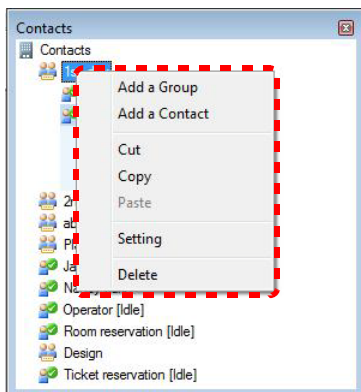 Contacts
Contacts
Add a Group
Add a Contact
Cut
Copy
Paste
Setting
Delete
Operator [Idle]
Room reservation [Idle]
Design
Ticket reservation [Idle]